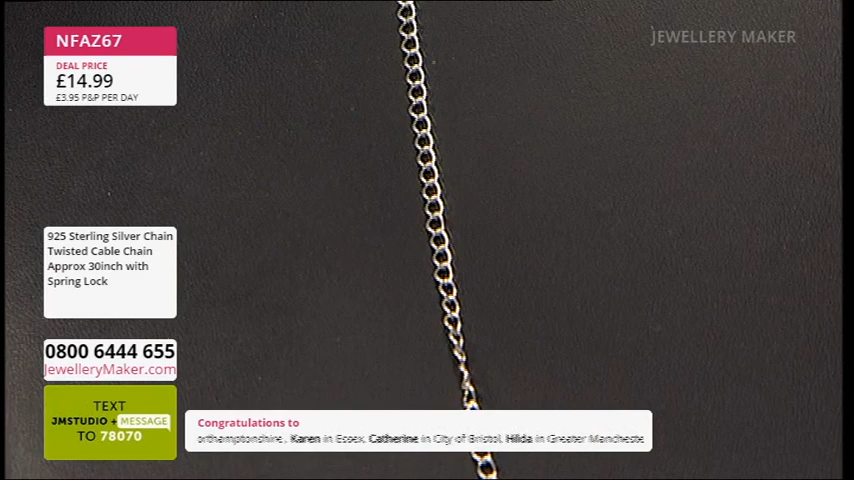 NFAZ67
DEAL PRICE
£14.99
£3.95 P&P PER DAY
JEWELLERY MAKER
925 Sterling Silver Chain
Twisted Cable Chain
Approx 30inch with
Spring Lock
0800 6444 655
JewelleryMaker.com
TEXT
JMSTUDIO + MESSAGE
TO 78070
Congratulations to
orthamptonshire, Karen in Essex, Catherine in City of Bristol, Hilda in Greater Mancheste